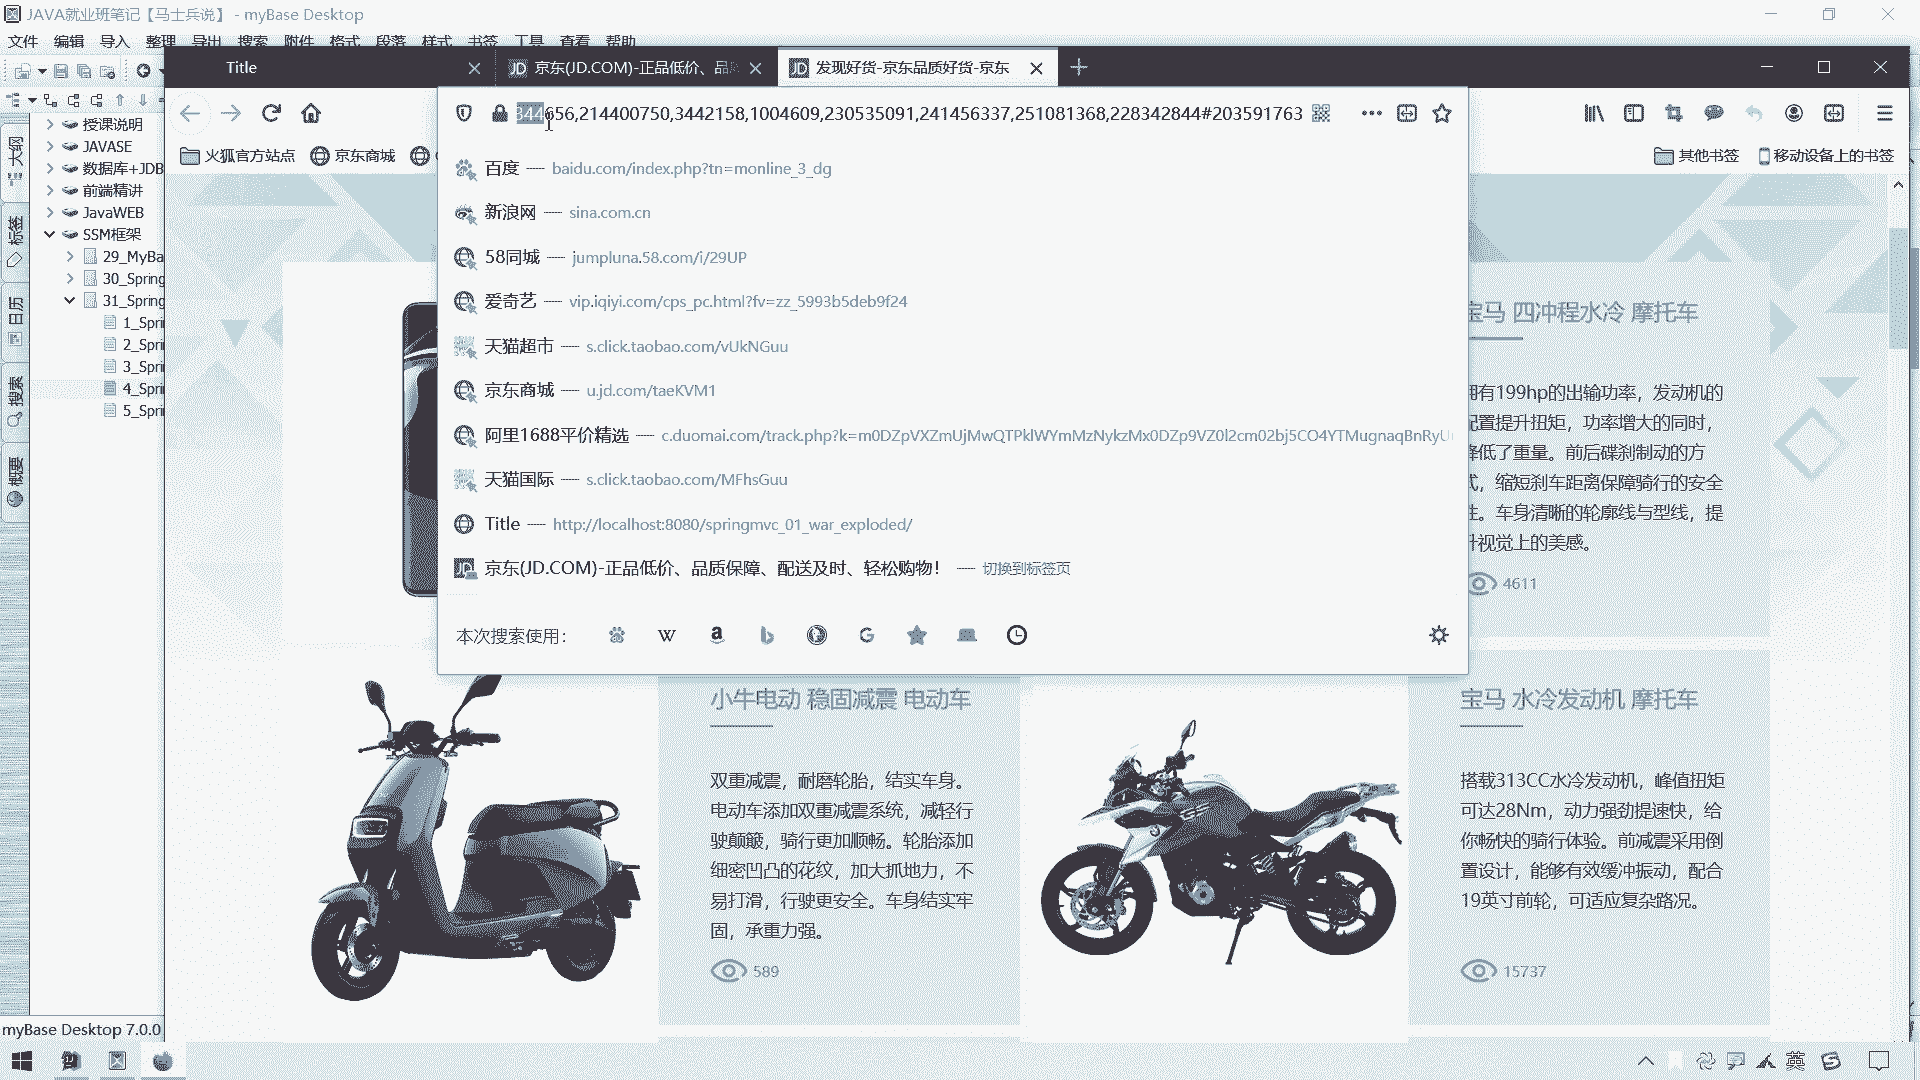 JAVA就业班笔记【马士兵说】 - myBase Desktop
文件 编辑 导入 整理 导出 搜索 附件 格式 段落 样式 书签 工具 查看 帮助
Title
京东(JD.COM)-正品低价、品
发现好货-京东品质好货-京东
656,214400750,3442158,1004609,230535091,241456337,251081368,228342844#203591763
火狐官方站点
京东商城
其他书签
移动设备上的书签
大纲
标签
日历
搜索
概要
授课说明
JAVASE
数据库+JDB
前端精讲
JavaWEB
SSM框架
29_MyBa
30_Spring
31_Spring
1_Spri
2_Spri
3_Spri
4_Spri
5_Spri
百度 — baidu.com/index.php?tn=monline_3_dg
新浪网 — sina.com.cn
58同城 — jumpluna.58.com/i/29UP
爱奇艺 — vip.iqiyi.com/cps_pc.html?fv=zz_5993b5deb9f24
天猫超市 — s.click.taobao.com/vUkNGuu
京东商城 — u.jd.com/taeKVM1
阿里1688平价精选 — c.duomai.com/track.php?k=m0DZpVXZmUjMwQTPklWYmMzNykzMx0DZp9VZ0l2cm02bj5CO4YTMugnaqBnRyU
天猫国际 — s.click.taobao.com/MFhsGuu
Title — http://localhost:8080/springmvc_01_war_exploded/
京东(JD.COM)-正品低价、品质保障、配送及时、轻松购物！ — 切换到标签页
本次搜索使用：
宝马 四冲程水冷 摩托车
拥有199hp的出输功率，发动机的
配置提升扭矩，功率增大的同时，
降低了重量。前后碟刹制动的方
式，缩短刹车距离保障骑行的安全
性。车身清晰的轮廓线与型线，提
升视觉上的美感。
4611
小牛电动 稳固减震 电动车
双重减震，耐磨轮胎，结实车身。
电动车添加双重减震系统，减轻行
驶颠簸，骑行更加顺畅。轮胎添加
细密凹凸的花纹，加大抓地力，不
易打滑，行驶更安全。车身结实牢
固，承重力强。
589
宝马 水冷发动机 摩托车
搭载313CC水冷发动机，峰值扭矩
可达28Nm，动力强劲提速快，给
你畅快的骑行体验。前减震采用倒
置设计，能够有效缓冲振动，配合
19英寸前轮，可适应复杂路况。
15737
myBase Desktop 7.0.0
英